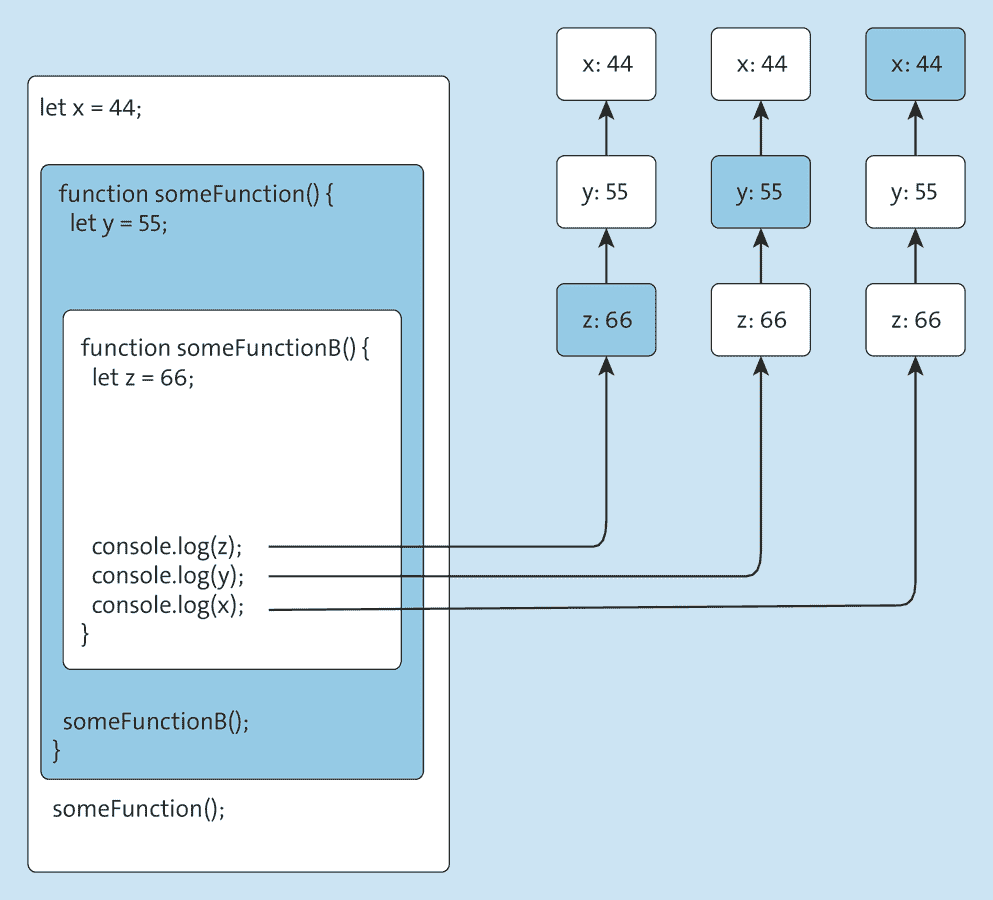 let x = 44;
function someFunction() {
let y = 55;
function someFunctionB() {
let z = 66;
console.log(z);
console.log(y);
console.log(x);
}
someFunctionB();
}
someFunction();
x: 44
y: 55
z: 66
x: 44
y: 55
z: 66
x: 44
y: 55
z: 66